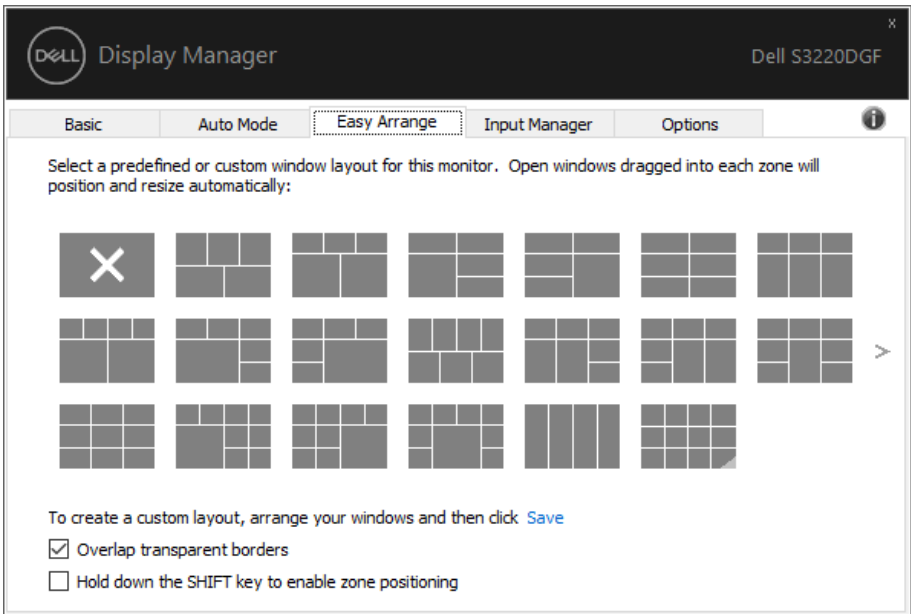 x
DELL
Display Manager
Dell S3220DGF
Basic
Auto Mode
Easy Arrange
Input Manager
Options
i
Select a predefined or custom window layout for this monitor. Open windows dragged into each zone will
position and resize automatically:
>
To create a custom layout, arrange your windows and then click Save
Overlap transparent borders
Hold down the SHIFT key to enable zone positioning